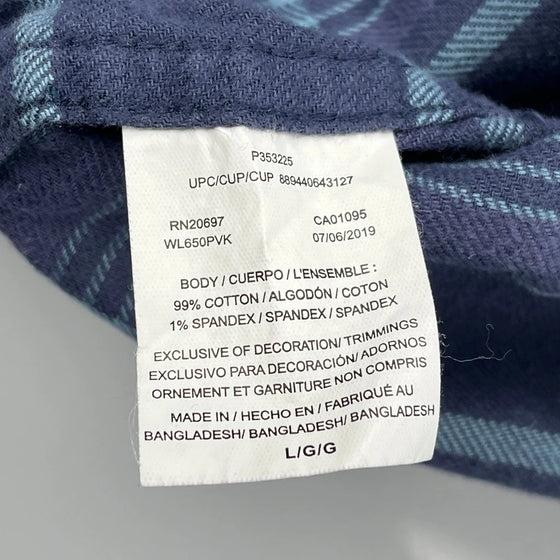 P353225
UPC/CUP/CUP 889440643127
RN20697 CA01095
WL650PVK 07/06/2019
BODY / CUERPO / L'ENSEMBLE :
99% COTTON / ALGODÓN / COTON
1% SPANDEX / SPANDEX / SPANDEX
EXCLUSIVE OF DECORATION/ TRIMMINGS
EXCLUSIVO PARA DECORACIÓN/ ADORNOS
ORNEMENT ET GARNITURE NON COMPRIS
MADE IN / HECHO EN / FABRIQUÉ AU
BANGLADESH/ BANGLADESH/ BANGLADESH
L/G/G